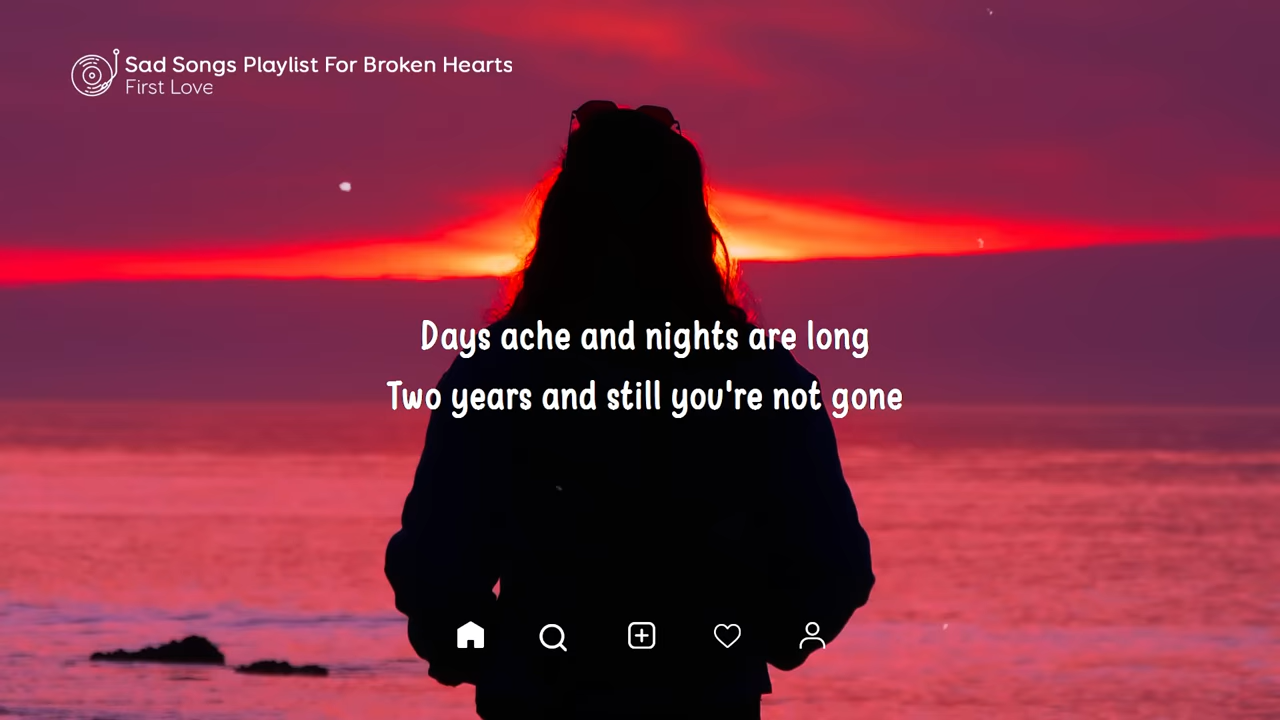 Sad Songs Playlist For Broken Hearts
First Love
Days ache and nights are long
Two years and still you're not gone